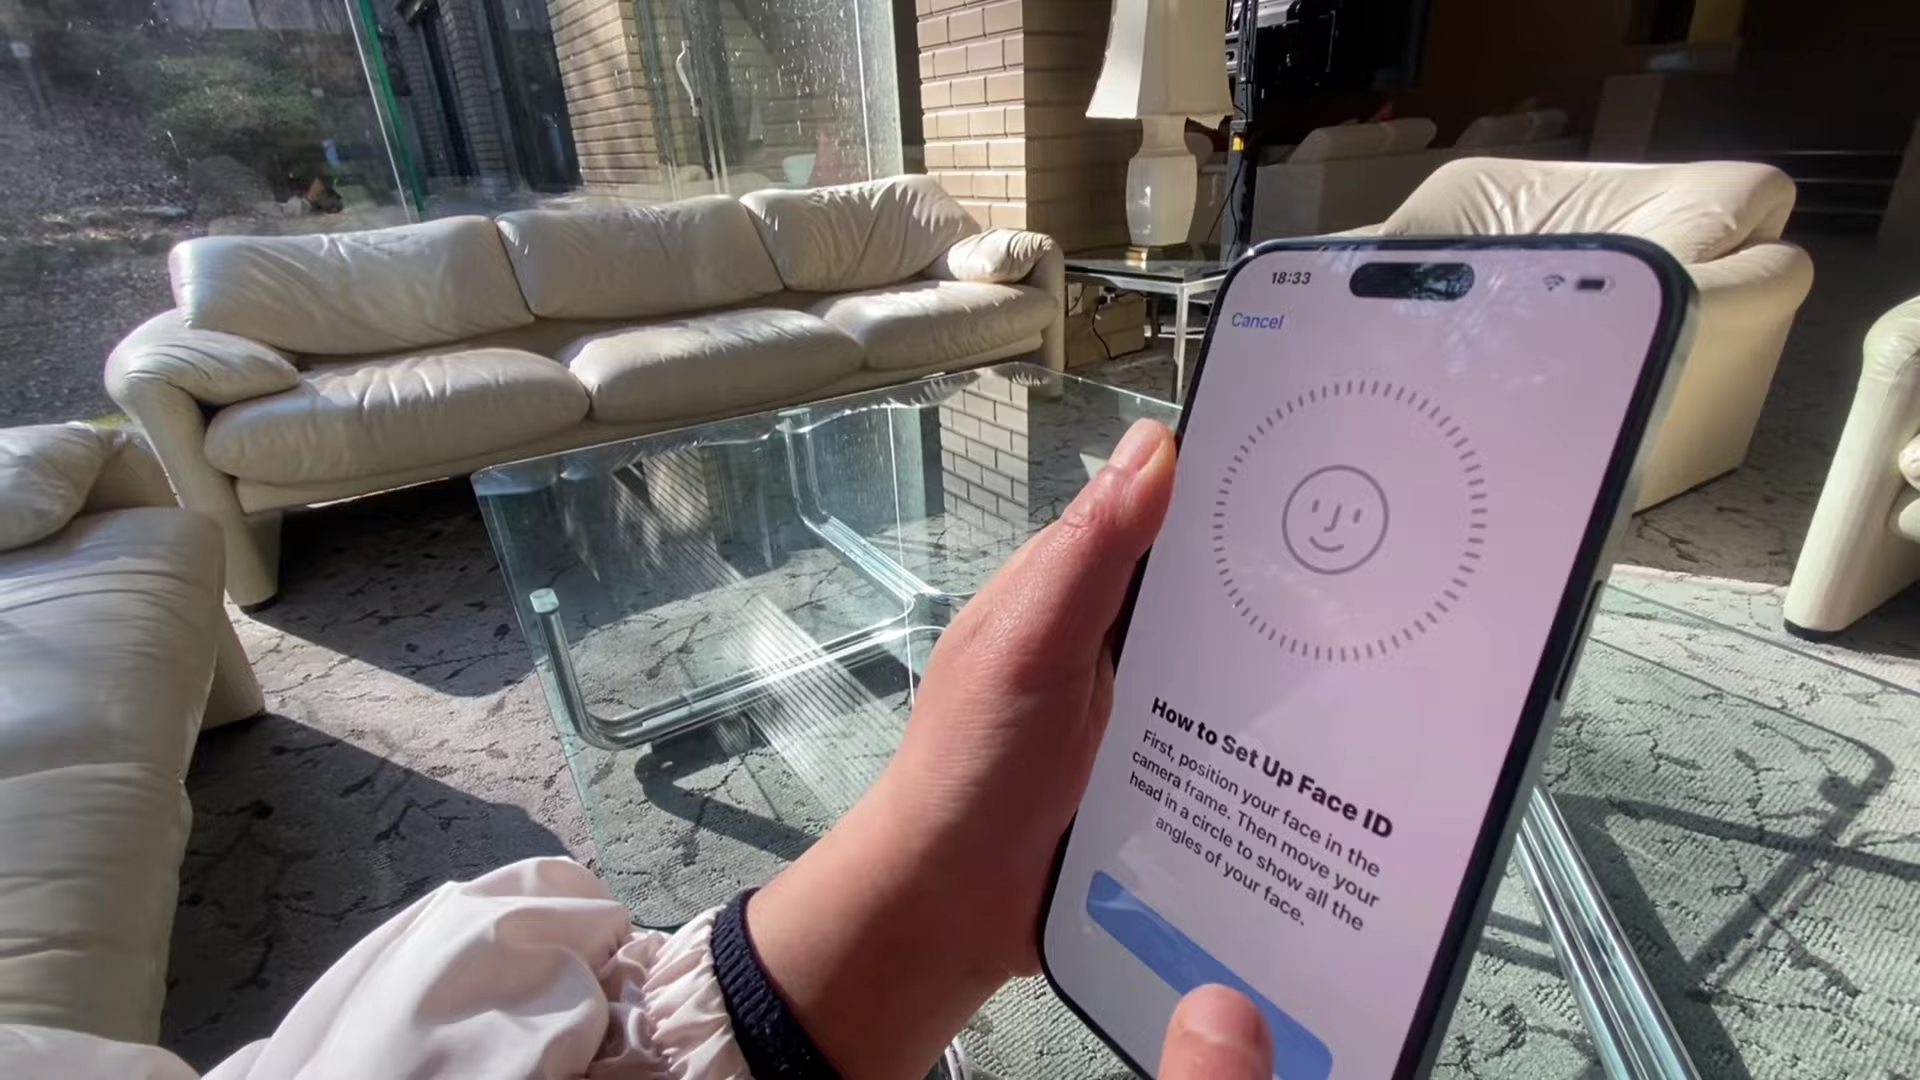 18:33
Cancel
How to Set Up Face ID
First, position your face in the
camera frame. Then move your
head in a circle to show all the
angles of your face.